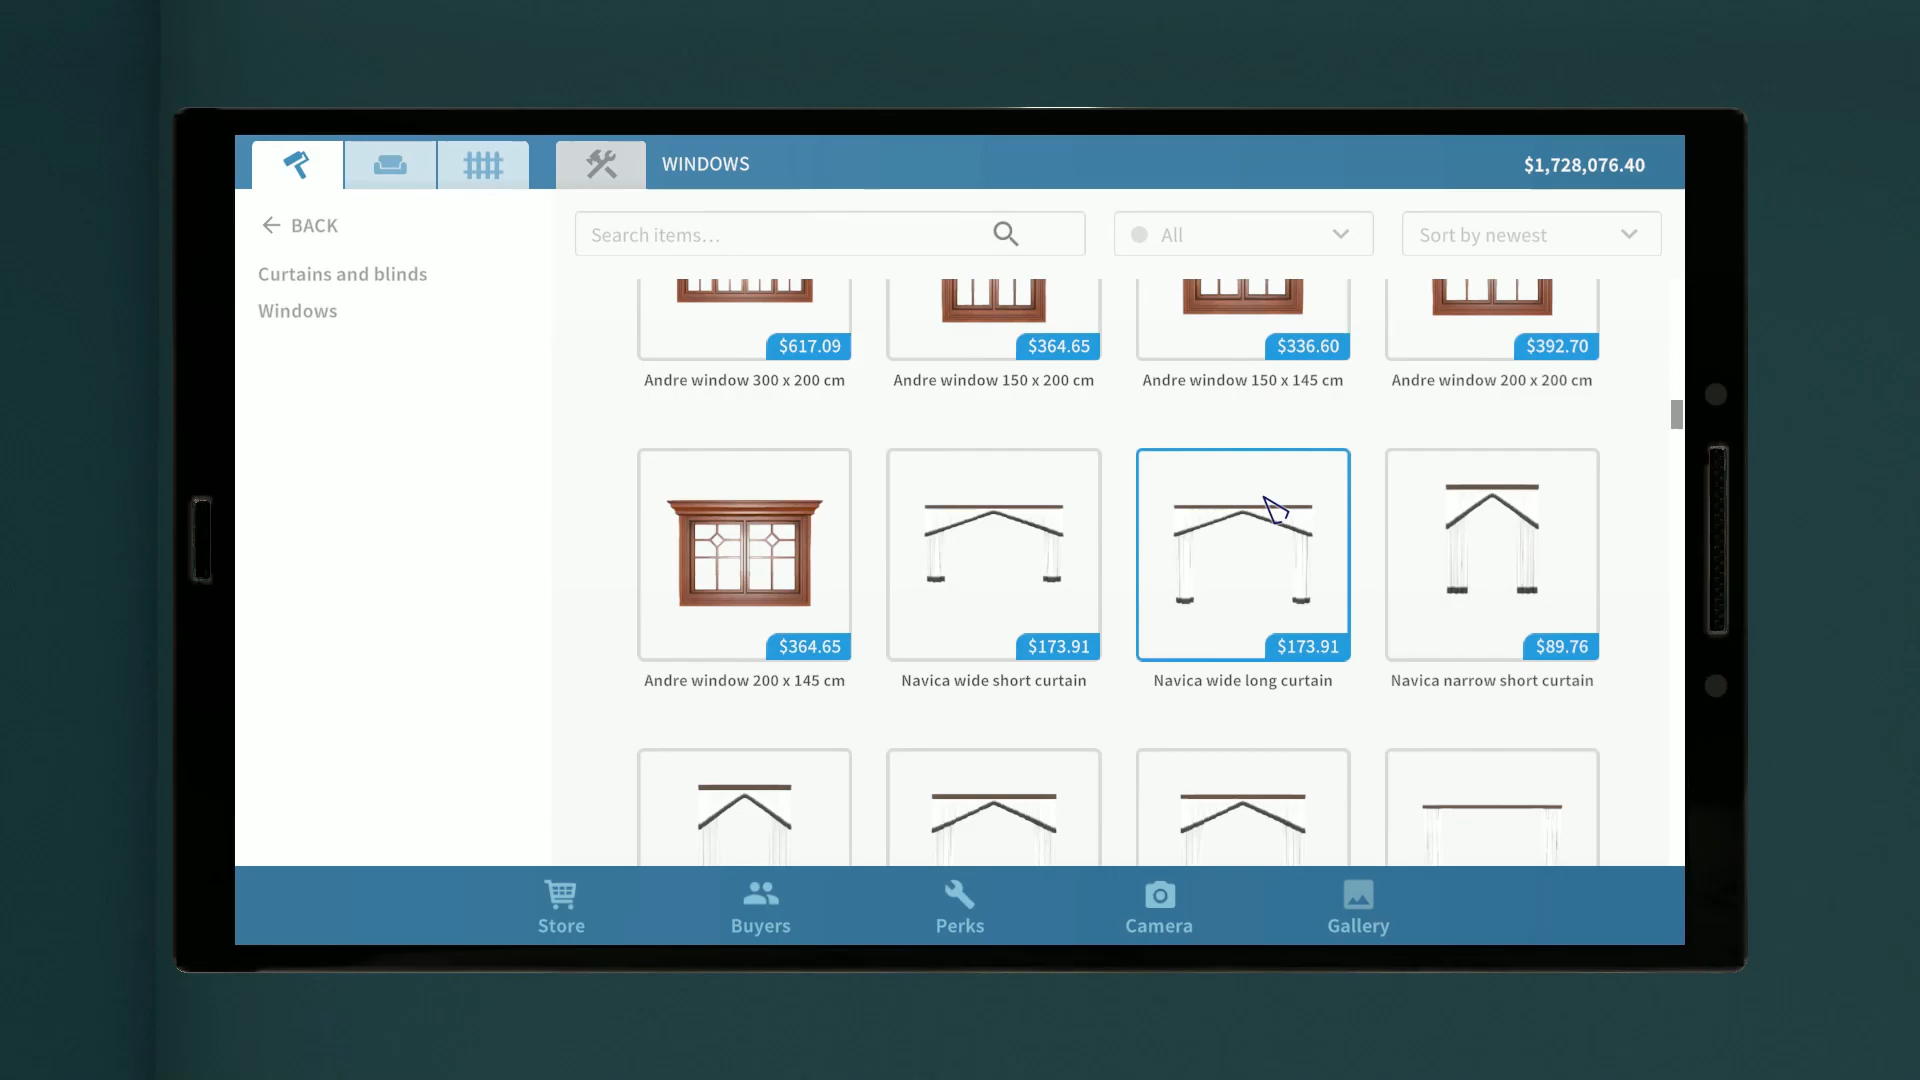 WINDOWS
$1,728,076.40
BACK
Search items...
All
Sort by newest
Curtains and blinds
Windows
$617.09
$364.65
$336.60
$392.70
Andre window 300 x 200 cm
Andre window 150 x 200 cm
Andre window 150 x 145 cm
Andre window 200 x 200 cm
$364.65
$173.91
$173.91
$89.76
Andre window 200 x 145 cm
Navica wide short curtain
Navica wide long curtain
Navica narrow short curtain
Store
Buyers
Perks
Camera
Gallery